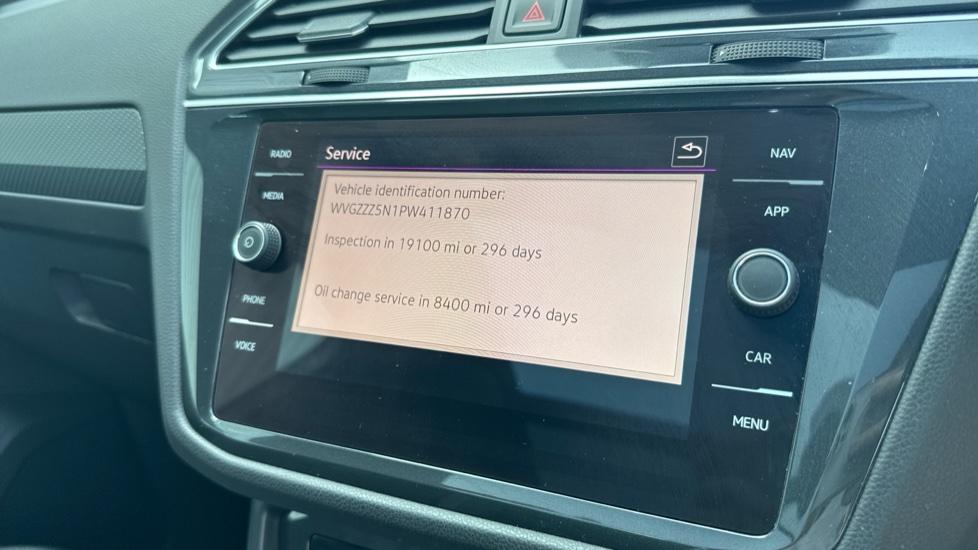 RADIO
MEDIA
PHONE
VOICE
Service
Vehicle identification number:
WVGZZZ5N1PW411870
Inspection in 19100 mi or 296 days
Oil change service in 8400 mi or 296 days
NAV
APP
CAR
MENU